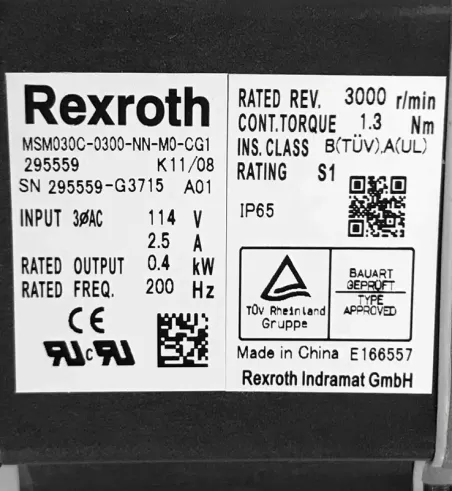 Rexroth
MSM030C-0300-NN-M0-CG1
295559 K11/08
SN 295559-G3715 A01
INPUT 3øAC 114 V
2.5 A
RATED OUTPUT 0.4 kW
RATED FREQ. 200 Hz
CE
RU c RU
RATED REV. 3000 r/min
CONT.TORQUE 1.3 Nm
INS.CLASS B(TÜV),A(UL)
RATING S1
IP65
TÜV Rheinland
Gruppe
BAUART
GEPRÜFT
TYPE
APPROVED
Made in China E166557
Rexroth Indramat GmbH